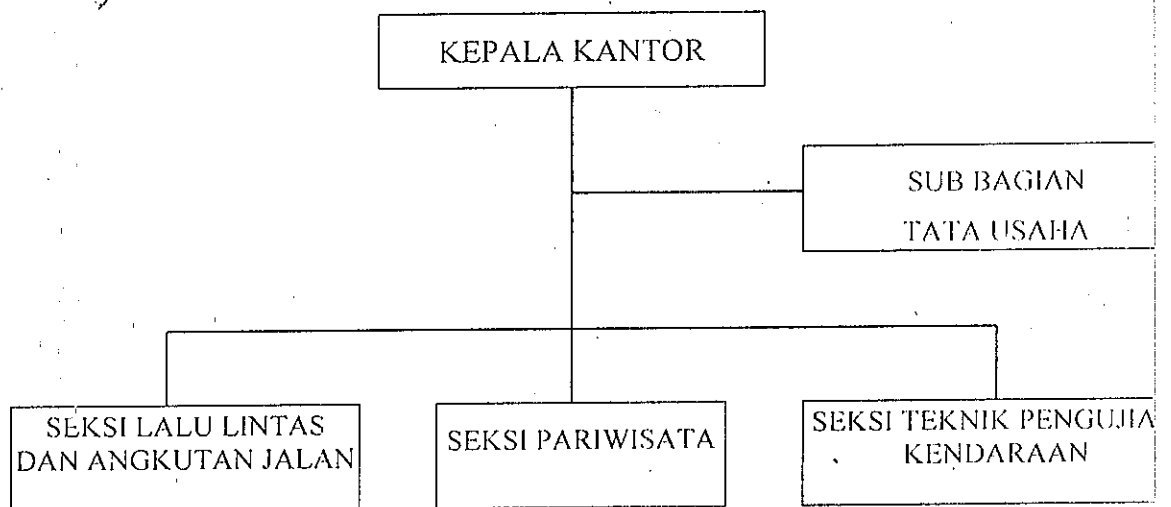 KEPALA KANTOR
SUB BAGIAN
TATA USAHA
SEKSI LALU LINTAS
DAN ANGKUTAN JALAN
SEKSI PARIWISATA
SEKSI TEKNIK PENGUJIA
KENDARAAN